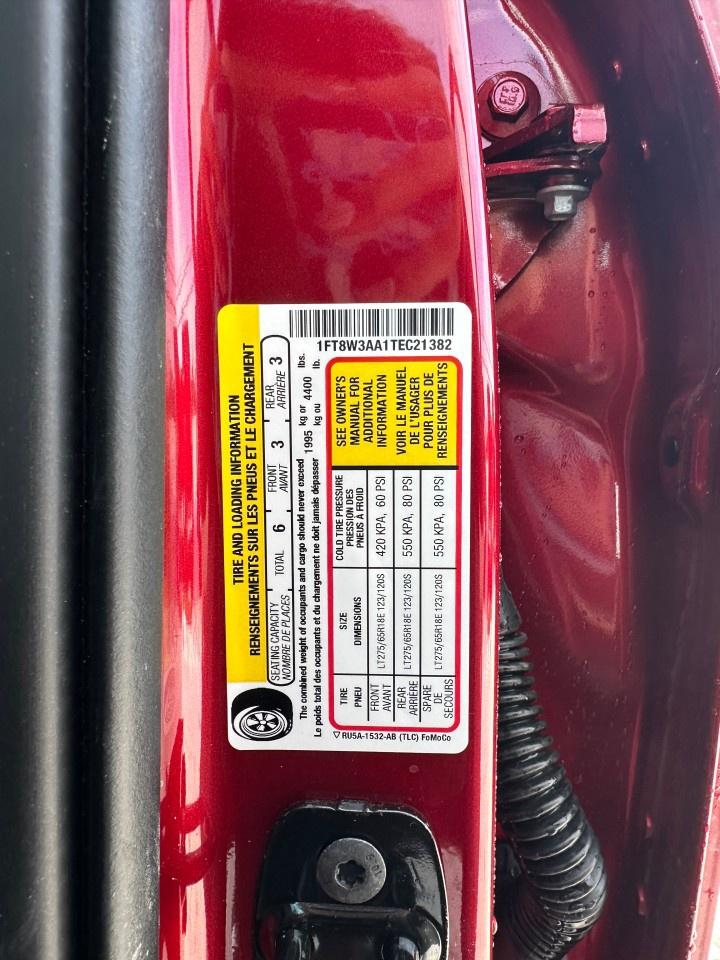 1FT8W3AA1TEC21382
TIRE AND LOADING INFORMATION
RENSEIGNEMENTS SUR LES PNEUS ET LE CHARGEMENT
SEATING CAPACITY TOTAL 6 FRONT 3 REAR 3
NOMBRE DE PLACES AVANT ARRIÈRE
The combined weight of occupants and cargo should never exceed 1995 kg or 4400 lbs.
Le poids total des occupants et du chargement ne doit jamais dépasser kg ou lb.
TIRE SIZE COLD TIRE PRESSURE
PNEU DIMENSIONS PRESSION DES
PNEUS À FROID
FRONT LT275/65R18E 123/120S 420 KPA, 60 PSI
AVANT
REAR LT275/65R18E 123/120S 550 KPA, 80 PSI
ARRIÈRE
SPARE LT275/65R18E 123/120S 550 KPA, 80 PSI
DE
SECOURS
SEE OWNER'S
MANUAL FOR
ADDITIONAL
INFORMATION
VOIR LE MANUEL
DE L'USAGER
POUR PLUS DE
RENSEIGNEMENTS
▽ RU5A-1532-AB (TLC) FoMoCo